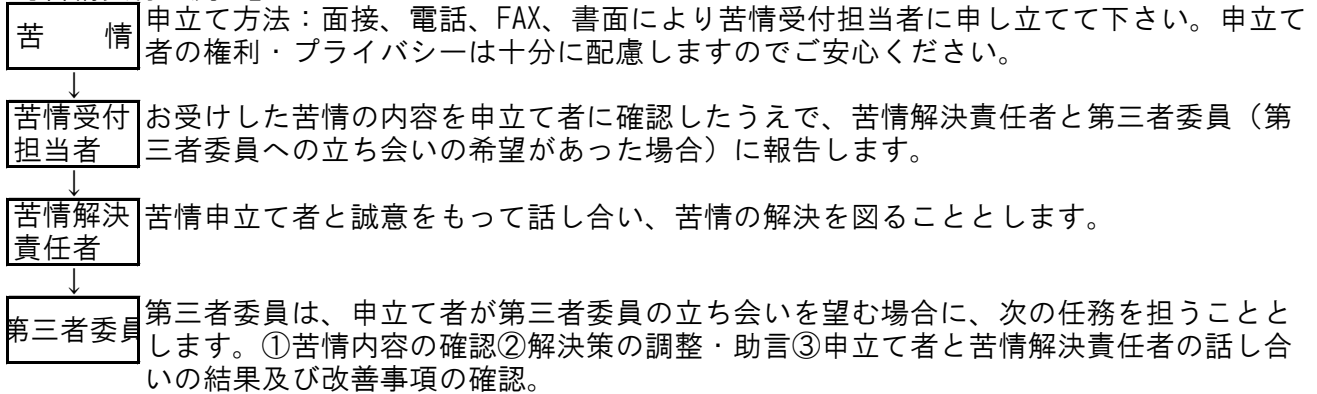 苦　　情
申立て方法：面接、電話、FAX、書面により苦情受付担当者に申し立てて下さい。申立て
者の権利・プライバシーは十分に配慮しますのでご安心ください。
↓
苦情受付
担当者
お受けした苦情の内容を申立て者に確認したうえで、苦情解決責任者と第三者委員（第
三者委員への立ち会いの希望があった場合）に報告します。
↓
苦情解決
責任者
苦情申立て者と誠意をもって話し合い、苦情の解決を図ることとします。
↓
第三者委員
第三者委員は、申立て者が第三者委員の立ち会いを望む場合に、次の任務を担うことと
します。①苦情内容の確認②解決策の調整・助言③申立て者と苦情解決責任者の話し合
いの結果及び改善事項の確認。